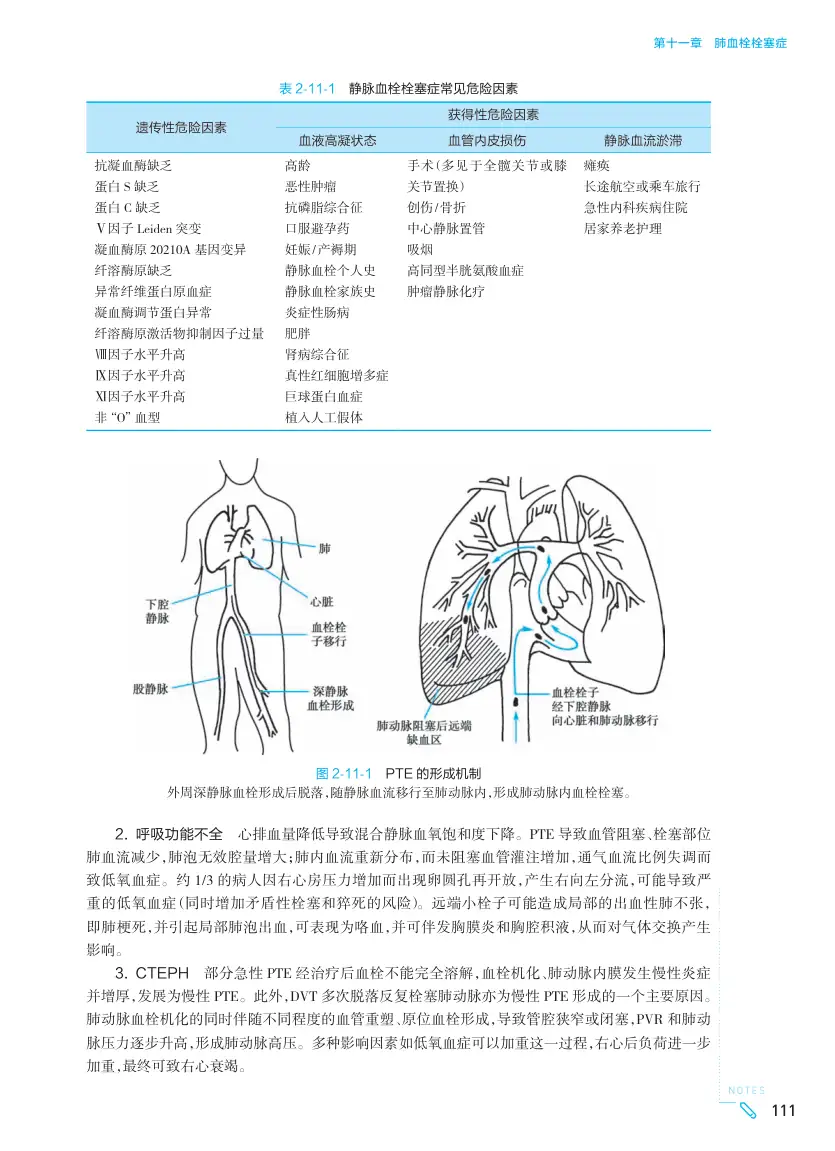 第十一章 肺血栓栓塞症
表 2-11-1 静脉血栓栓塞症常见危险因素
遗传性危险因素 获得性危险因素
血液高凝状态 血管内皮损伤 静脉血流淤滞
抗凝血酶缺乏 高龄 手术(多见于全髋关节或膝 瘫痪
蛋白 S 缺乏 恶性肿瘤 关节置换) 长途航空或乘车旅行
蛋白 C 缺乏 抗磷脂综合征 创伤/骨折 急性内科疾病住院
Ⅴ因子 Leiden 突变 口服避孕药 中心静脉置管 居家养老护理
凝血酶原 20210A 基因变异 妊娠/产褥期 吸烟
纤溶酶原缺乏 静脉血栓个人史 高同型半胱氨酸血症
异常纤维蛋白原血症 静脉血栓家族史 肿瘤静脉化疗
凝血酶调节蛋白异常 炎症性肠病
纤溶酶原激活物抑制因子过量 肥胖
Ⅷ因子水平升高 肾病综合征
Ⅸ因子水平升高 真性红细胞增多症
Ⅺ因子水平升高 巨球蛋白血症
非 “O” 血型 植入人工假体
肺
心脏
下腔
静脉
血栓栓
子移行
股静脉
深静脉
血栓形成
肺动脉阻塞后远端
缺血区
血栓栓子
经下腔静脉
向心脏和肺动脉移行
图 2-11-1 PTE 的形成机制
外周深静脉血栓形成后脱落,随静脉血流移行至肺动脉内,形成肺动脉内血栓栓塞。
2. 呼吸功能不全 心排血量降低导致混合静脉血氧饱和度下降。PTE 导致血管阻塞、栓塞部位
肺血流减少,肺泡无效腔量增大;肺内血流重新分布,而未阻塞血管灌注增加,通气血流比例失调而
致低氧血症。约 1/3 的病人因右心房压力增加而出现卵圆孔再开放,产生右向左分流,可能导致严
重的低氧血症(同时增加矛盾性栓塞和猝死的风险)。远端小栓子可能造成局部的出血性肺不张,
即肺梗死,并引起局部肺泡出血,可表现为咯血,并可伴发胸膜炎和胸腔积液,从而对气体交换产生
影响。
3. CTEPH 部分急性 PTE 经治疗后血栓不能完全溶解,血栓机化、肺动脉内膜发生慢性炎症
并增厚,发展为慢性 PTE。此外,DVT 多次脱落反复栓塞肺动脉亦为慢性 PTE 形成的一个主要原因。
肺动脉血栓机化的同时伴随不同程度的血管重塑、原位血栓形成,导致管腔狭窄或闭塞,PVR 和肺动
脉压力逐步升高,形成肺动脉高压。多种影响因素如低氧血症可以加重这一过程,右心后负荷进一步
加重,最终可致右心衰竭。
NOTES
111